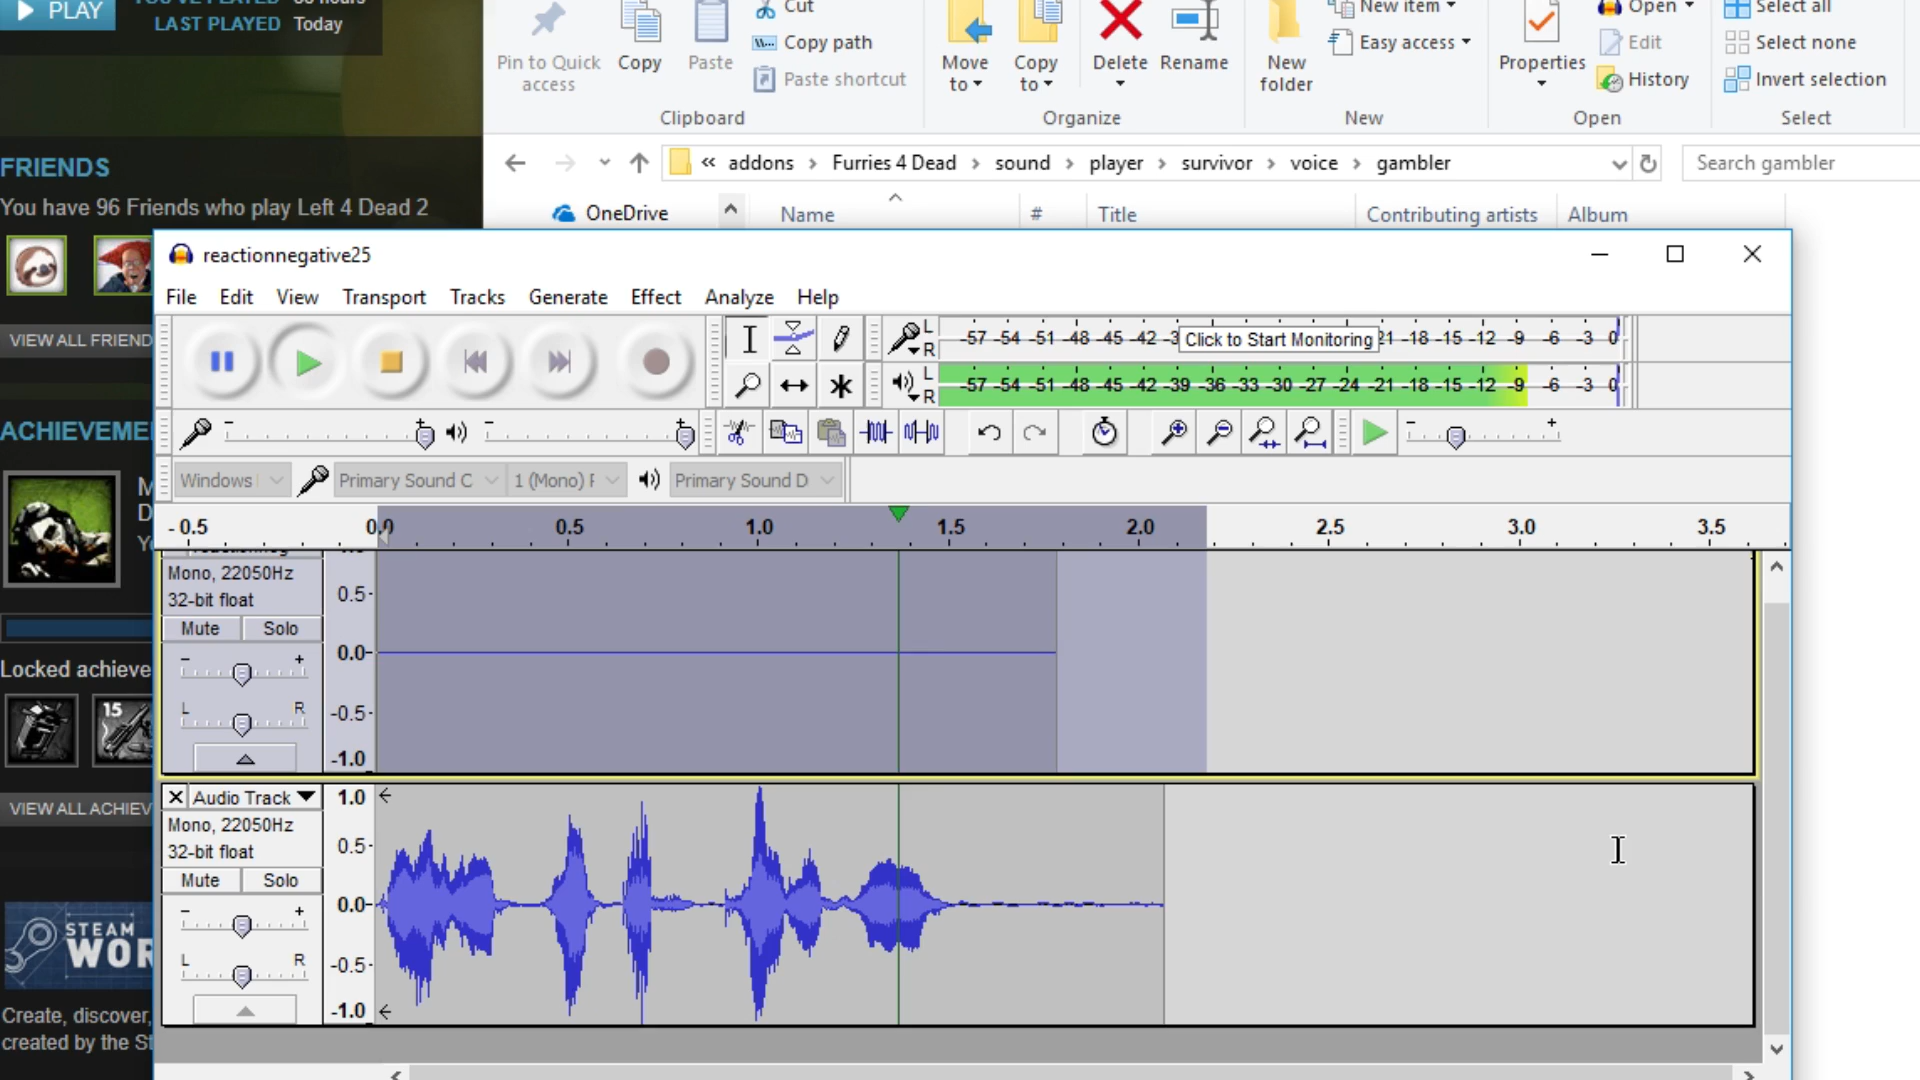 PLAY
LAST PLAYED Today
FRIENDS
You have 96 Friends who play Left 4 Dead 2
VIEW ALL FRIEND
ACHIEVEME
Locked achieve
15
VIEW ALL ACHIEV
STEAM
WOR
Create, discover,
created by the St
Cut
New item
Open
Select all
Copy path
Easy access
Edit
Select none
Pin to Quick access
Copy
Paste
Paste shortcut
Move to
Copy to
Delete
Rename
New folder
Properties
History
Invert selection
Clipboard
Organize
New
Open
Select
« addons > Furries 4 Dead > sound > player > survivor > voice > gambler
Search gambler
OneDrive
Name
#
Title
Contributing artists
Album
reactionnegative25
File Edit View Transport Tracks Generate Effect Analyze Help
L
R
-57 -54 -51 -48 -45 -42 -3 Click to Start Monitoring 21 -18 -15 -12 -9 -6 -3 0
L
R
-57 -54 -51 -48 -45 -42 -39 -36 -33 -30 -27 -24 -21 -18 -15 -12 -9 -6 -3 0
Windows
Primary Sound C
1 (Mono) F
Primary Sound D
-0.5 0.0 0.5 1.0 1.5 2.0 2.5 3.0 3.5
Mono, 22050Hz
32-bit float
Mute Solo
- +
L R
0.5
0.0
-0.5
-1.0
X Audio Track
Mono, 22050Hz
32-bit float
Mute Solo
- +
L R
1.0
0.5
0.0
-0.5
-1.0